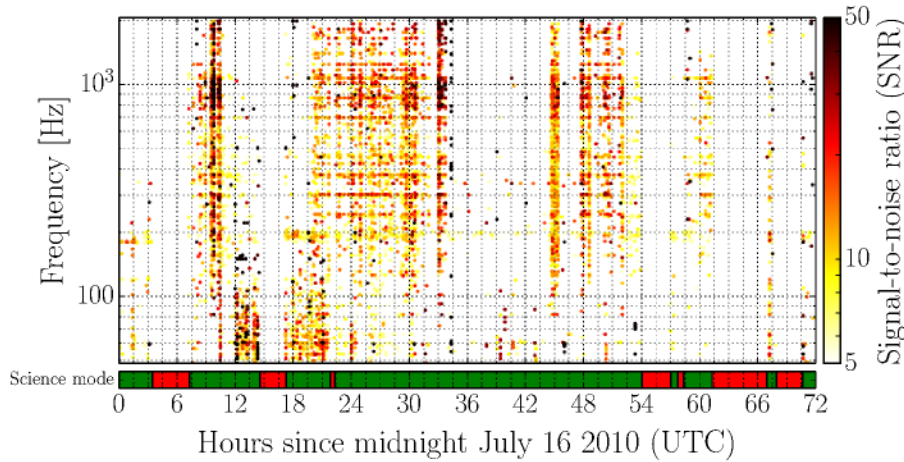 50
10³
Frequency [Hz]
Signal-to-noise ratio (SNR)
10
100
5
Science mode
0 6 12 18 24 30 36 42 48 54 60 66 72
Hours since midnight July 16 2010 (UTC)